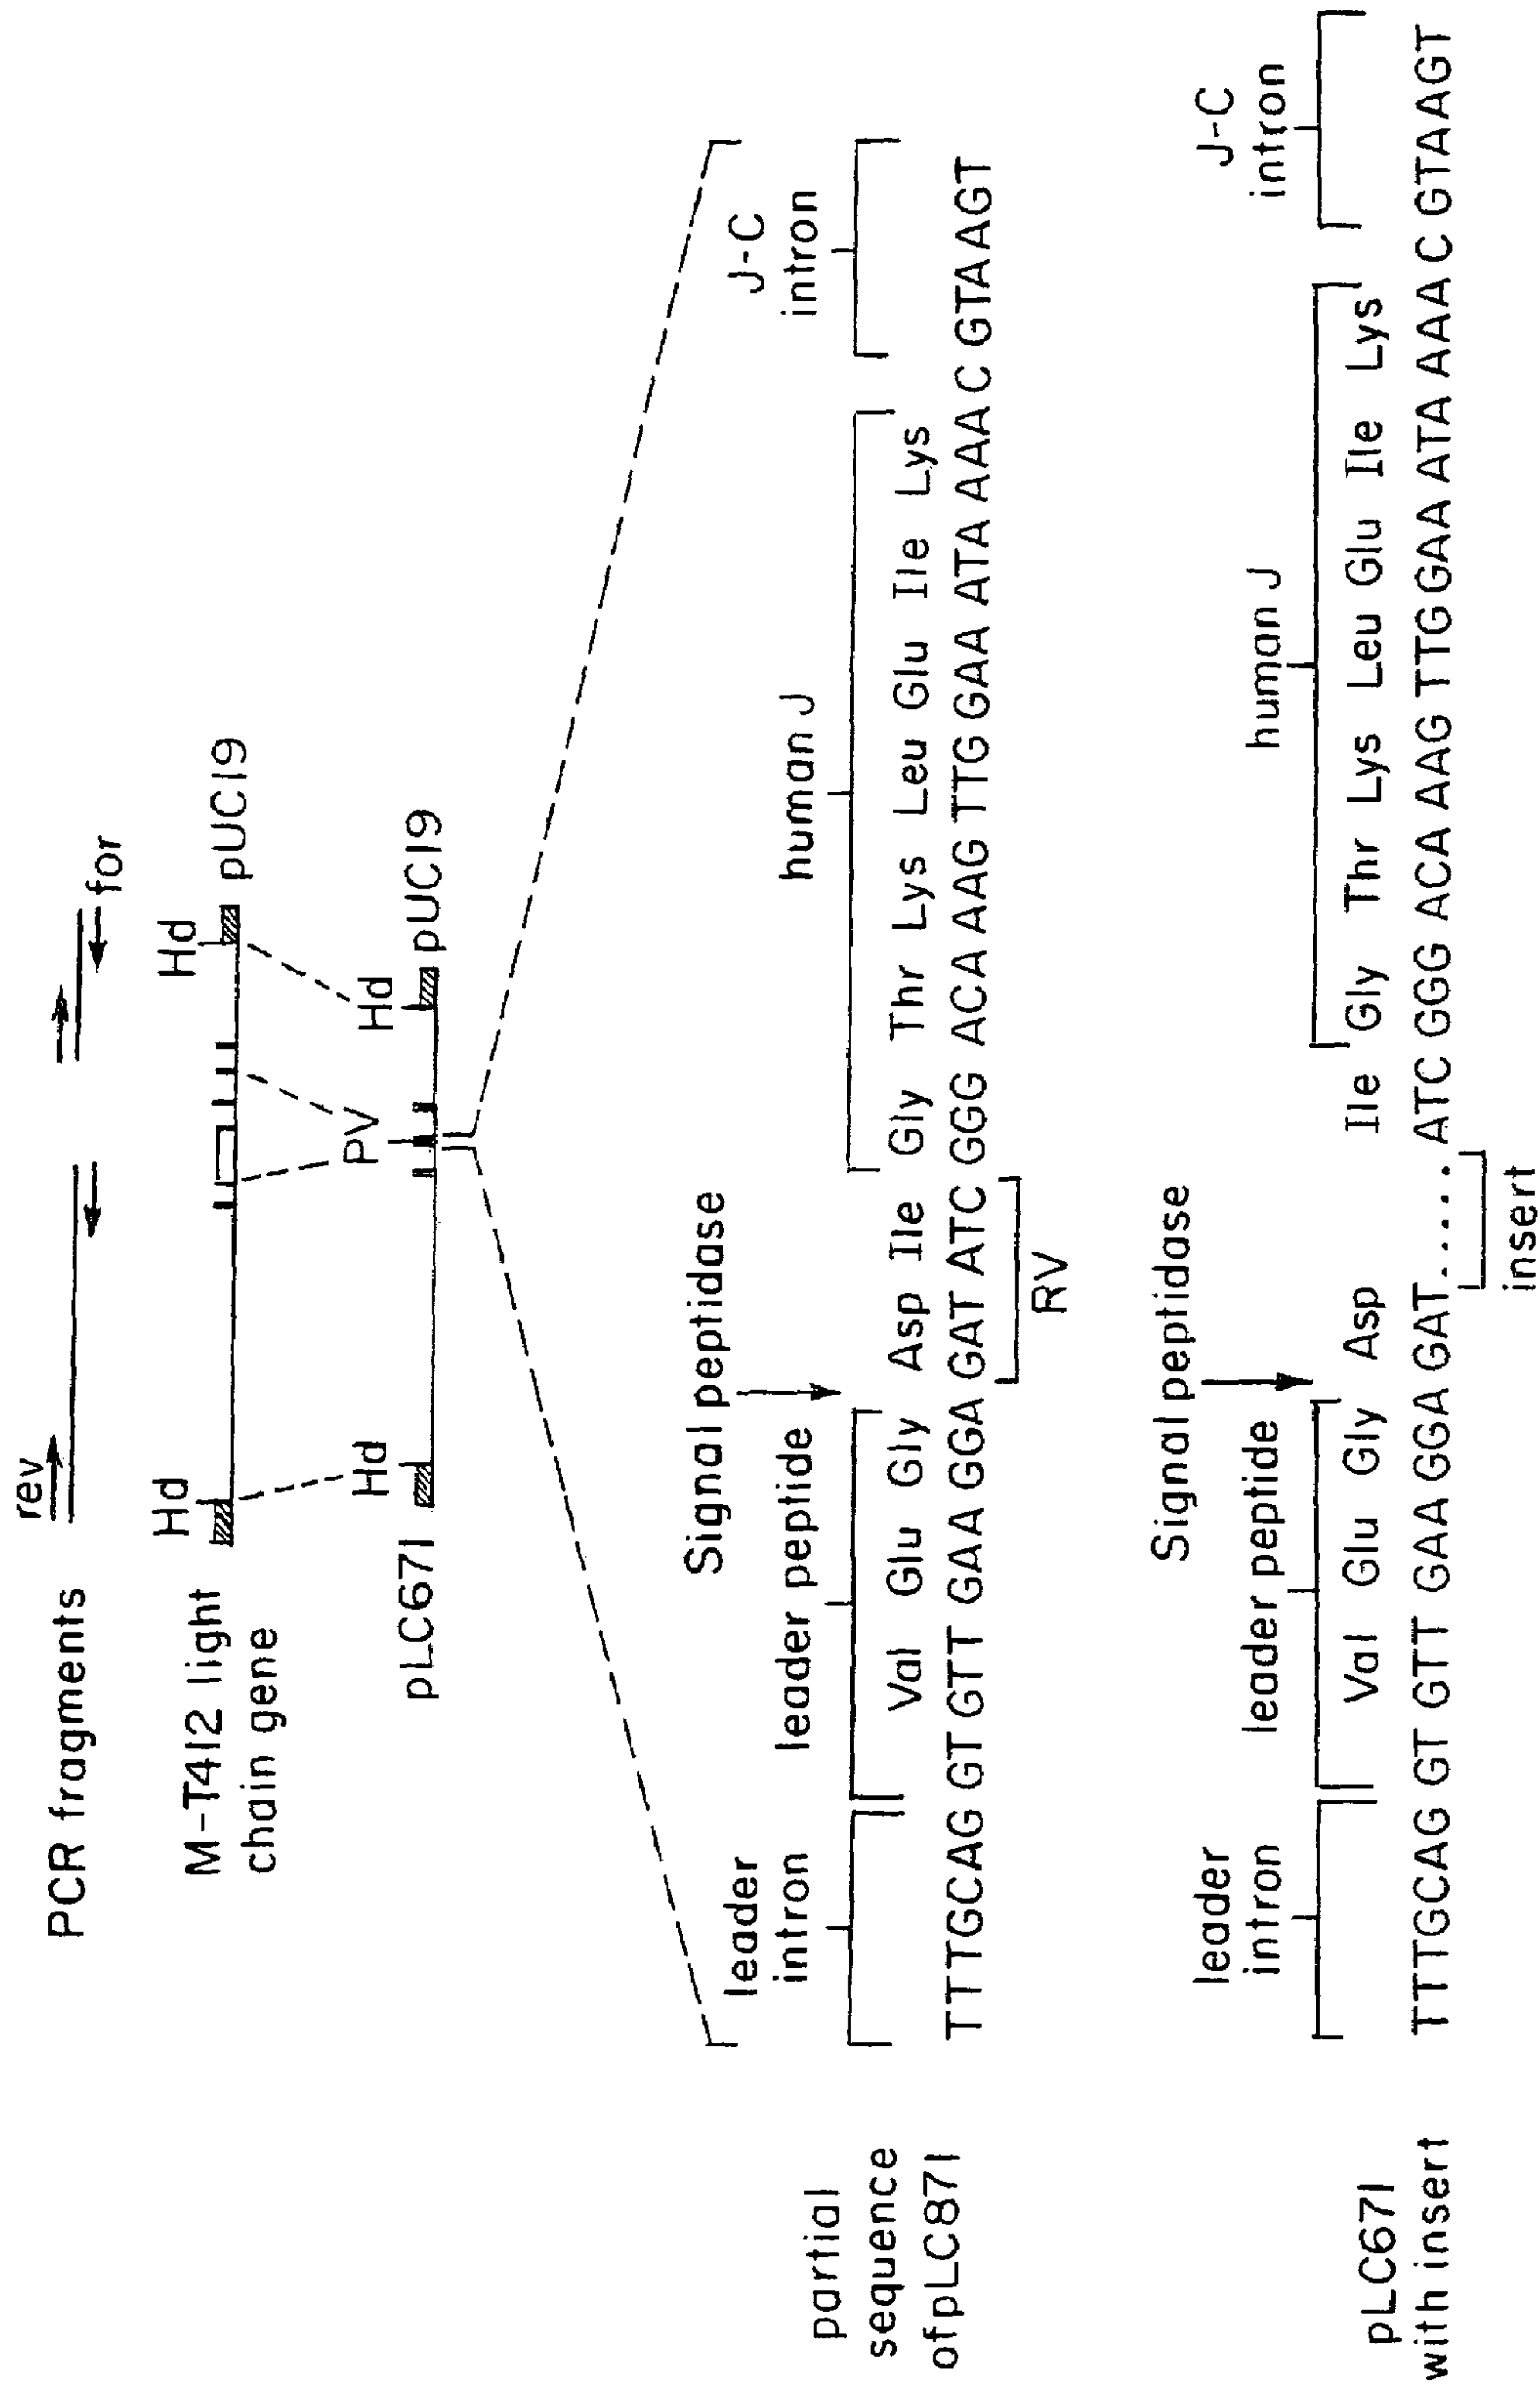 PCR fragments
rev
for
M-T412 light
chain gene
Hd
Hd
pUC19
pLC671
Hd
PV
Hd
pUC19
Signal peptidase
leader
intron
leader peptide
human J
J-C
intron
partial
sequence
of pLC871
Val Glu Gly Asp Ile Gly Thr Lys Leu Glu Ile Lys
TTTGCAG GTGTT GAA GGA GAT ATC GGG ACA AAG TTG GAA ATA AAA C GTAAGT
RV
Signal peptidase
leader
intron
leader peptide
human J
J-C
intron
pLC671
with insert
Val Glu Gly Asp Ile Gly Thr Lys Leu Glu Ile Lys
TTTGCAG GT GTT GAA GGA GAT..... ATC GGG ACA AAG TTG GAA ATA AAA C GTAAGT
insert